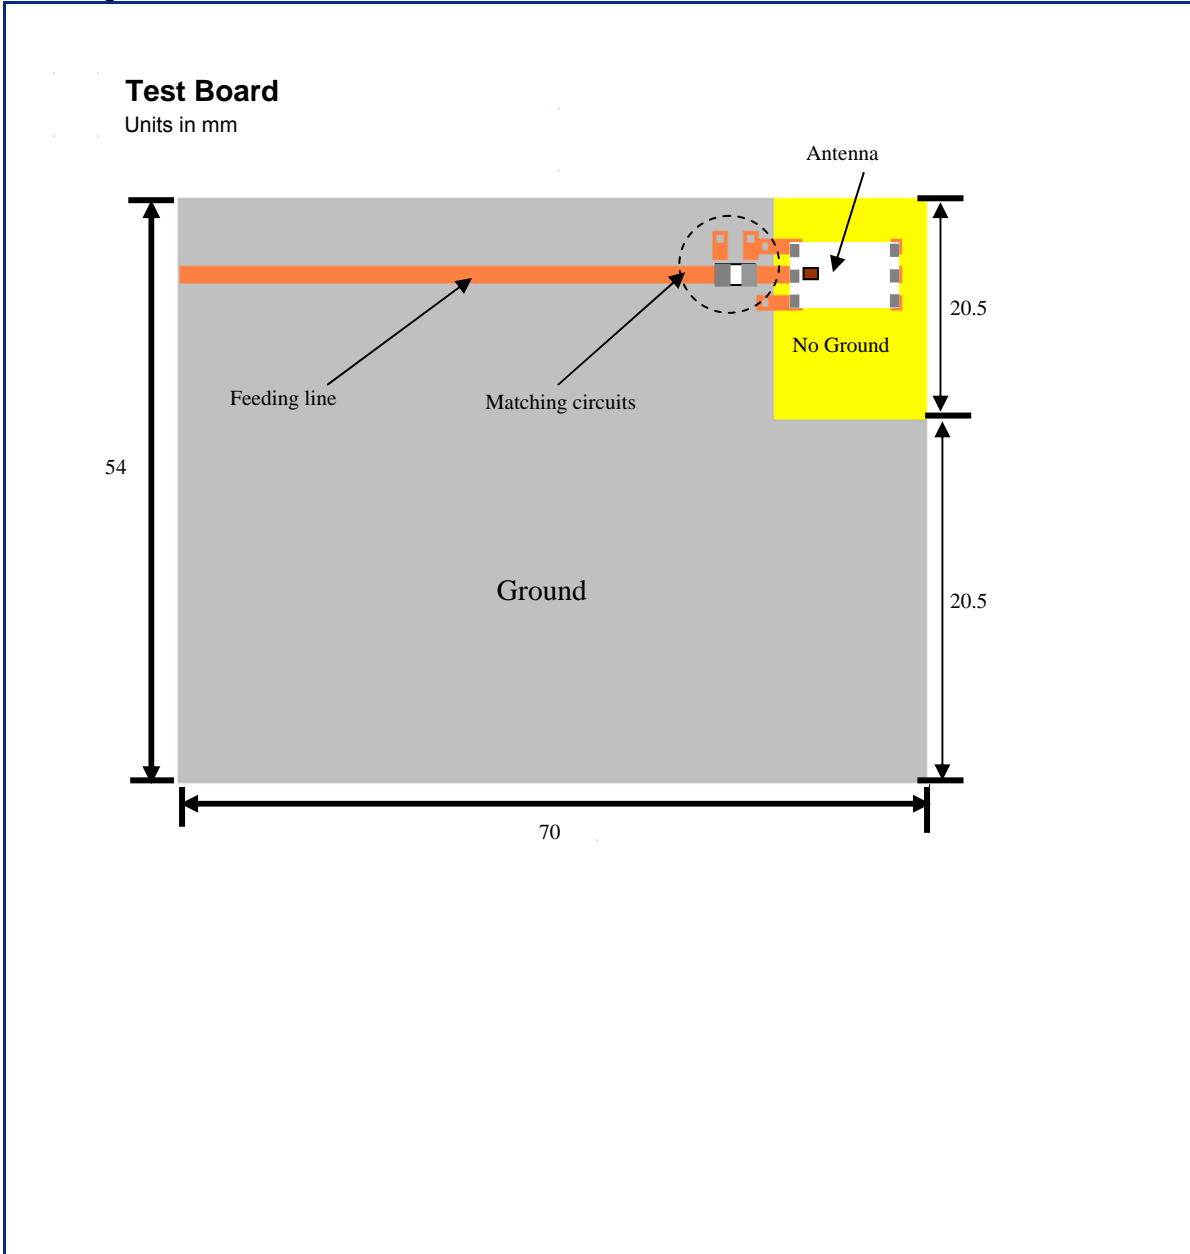 Test Board
Units in mm
Antenna
20.5
No Ground
Feeding line
Matching circuits
54
Ground
20.5
70